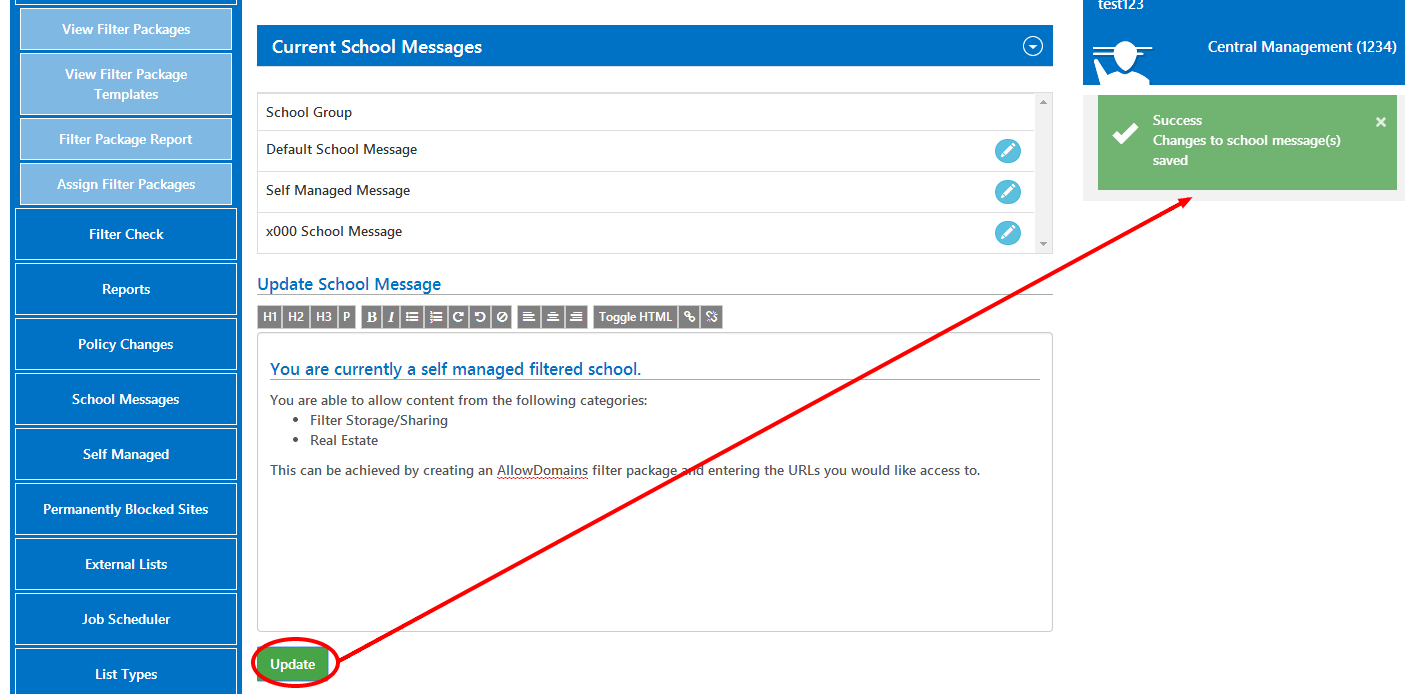 View Filter Packages
View Filter Package
Templates
Filter Package Report
Assign Filter Packages
Filter Check
Reports
Policy Changes
School Messages
Self Managed
Permanently Blocked Sites
External Lists
Job Scheduler
List Types
Current School Messages
School Group
Default School Message
Self Managed Message
x000 School Message
Update School Message
H1 H2 H3 P B I Toggle HTML
You are currently a self managed filtered school.
You are able to allow content from the following categories:
• Filter Storage/Sharing
• Real Estate
This can be achieved by creating an AllowDomains filter package and entering the URLs you would like access to.
Update
test123
Central Management (1234)
Success
Changes to school message(s)
saved